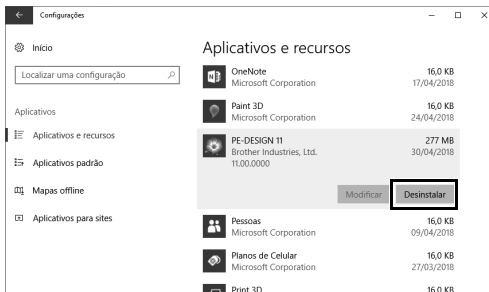 Configurações
Início
Localizar uma configuração
Aplicativos
Aplicativos e recursos
Aplicativos padrão
Mapas offline
Aplicativos para sites
Aplicativos e recursos
OneNote 16,0 KB
Microsoft Corporation 17/04/2018
Paint 3D 16,0 KB
Microsoft Corporation 24/04/2018
PE-DESIGN 11 277 MB
Brother Industries, Ltd. 30/04/2018
11.00.0000
Modificar Desinstalar
Pessoas 16,0 KB
Microsoft Corporation 09/04/2018
Planos de Celular 16,0 KB
Microsoft Corporation 27/03/2018
Print 3D 16,0 KB